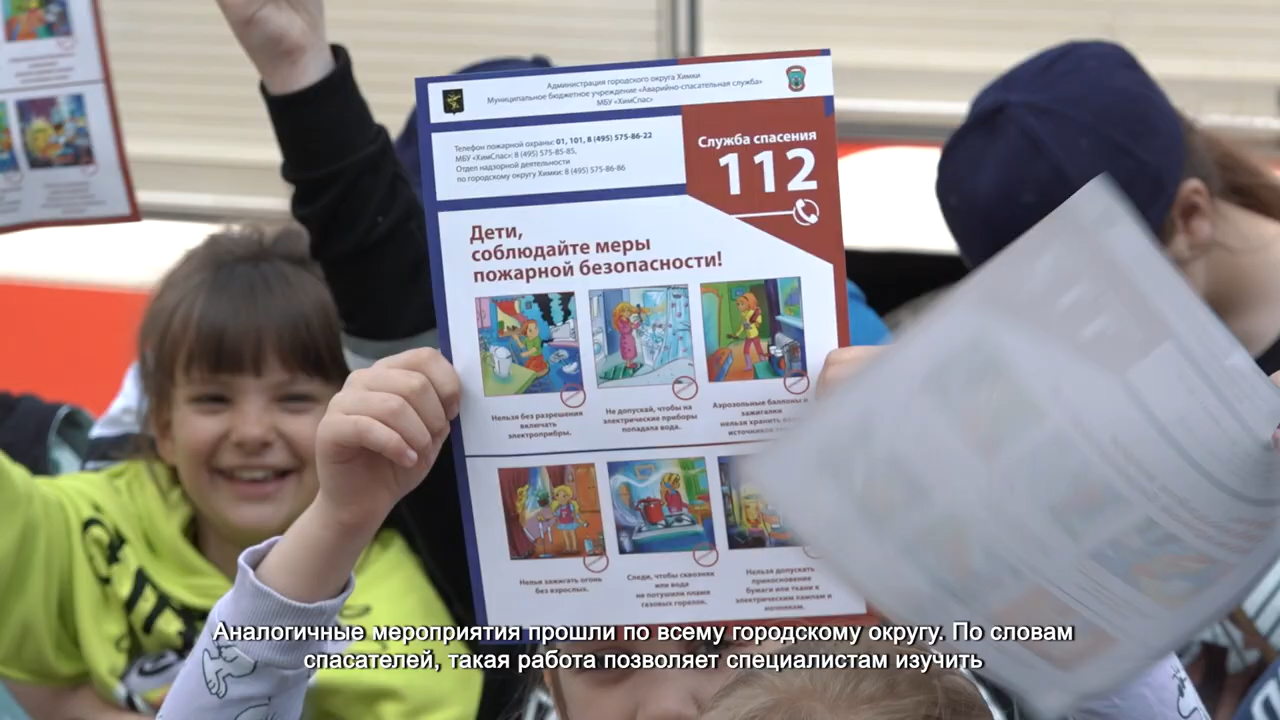 Администрация городского округа Химки
Муниципальное бюджетное учреждение «Аварийно-спасательная служба»
МБУ «ХимСпас»
Телефон пожарной охраны: 01, 101, 8 (495) 575-86-22
МБУ «ХимСпас»: 8 (495) 575-85-85,
Отдел надзорной деятельности
по городскому округу Химки: 8 (495) 575-86-86
Служба спасения
112
Дети,
соблюдайте меры
пожарной безопасности!
Нельзя без разрешения
включать
электроприбры.
Не допускай, чтобы на
электрические приборы
попадала вода.
Аэрозольные баллоны и
зажигалки
нельзя хранить
источников
Нелья зажигать огонь
без взрослых.
Следи, чтобы сквозняк
или вода
не потушили пламя
газовых горелок.
Нельзя допускать
прикосновение
бумаги или ткани к
электрическим лампам и
ночникам.
Аналогичные мероприятия прошли по всему городскому округу. По словам
спасателей, такая работа позволяет специалистам изучить